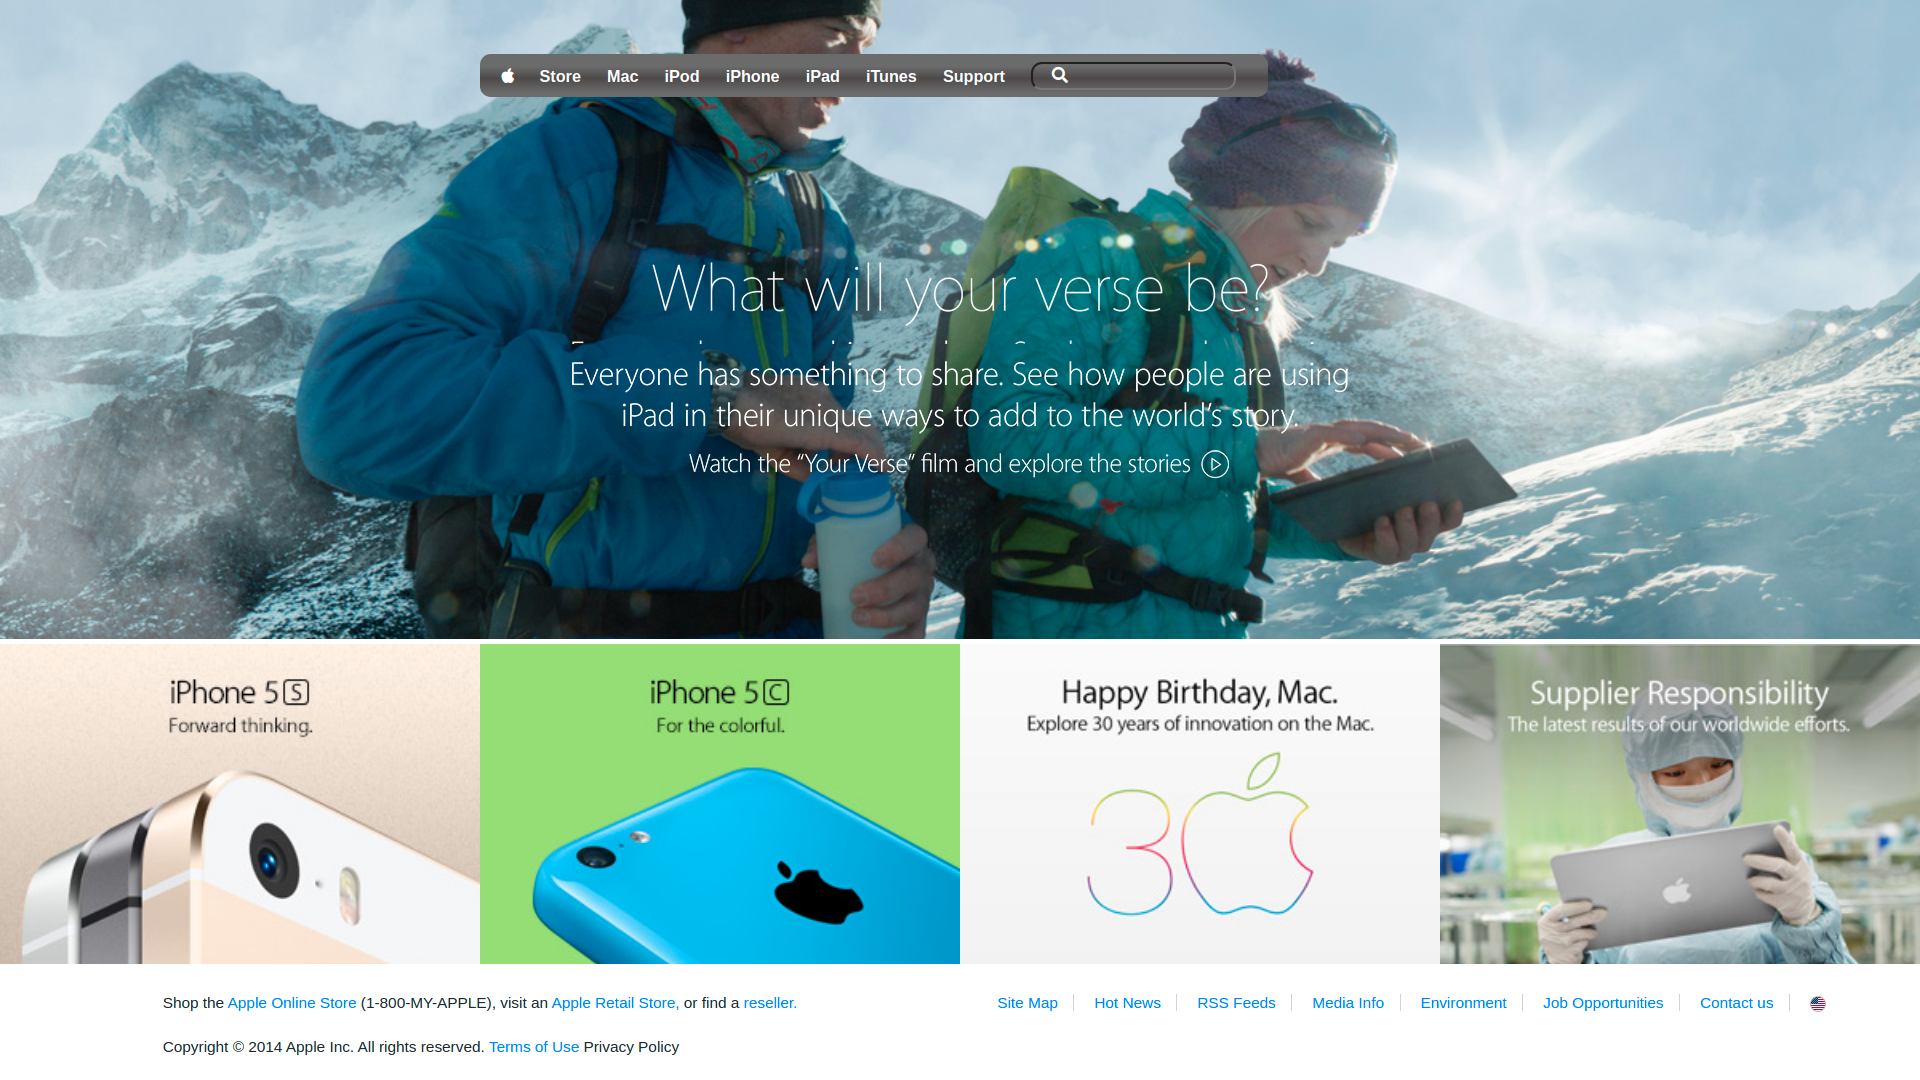 Store Mac iPod iPhone iPad iTunes Support
What will your verse be?
Everyone has something to share. See how people are using
iPad in their unique ways to add to the world's story.
Watch the “Your Verse” film and explore the stories
iPhone 5S
Forward thinking.
iPhone 5C
For the colorful.
Happy Birthday, Mac.
Explore 30 years of innovation on the Mac.
30
Supplier Responsibility
The latest results of our worldwide efforts.
Shop the Apple Online Store (1-800-MY-APPLE), visit an Apple Retail Store, or find a reseller.
Site Map Hot News RSS Feeds Media Info Environment Job Opportunities Contact us
Copyright © 2014 Apple Inc. All rights reserved. Terms of Use Privacy Policy